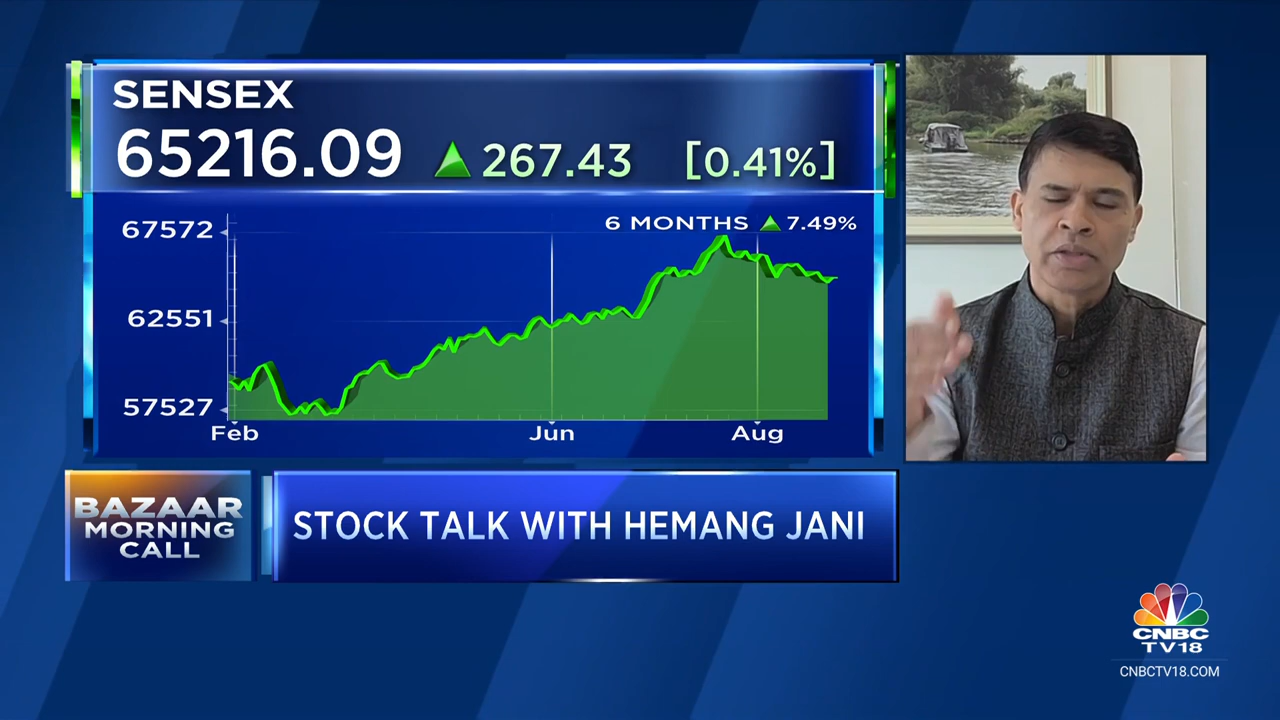 SENSEX
65216.09 ▲ 267.43 [0.41%]
6 MONTHS ▲ 7.49%
67572
62551
57527
Feb Jun Aug
BAZAAR
MORNING
CALL
STOCK TALK WITH HEMANG JANI
CNBC
TV18
CNBCTV18.COM